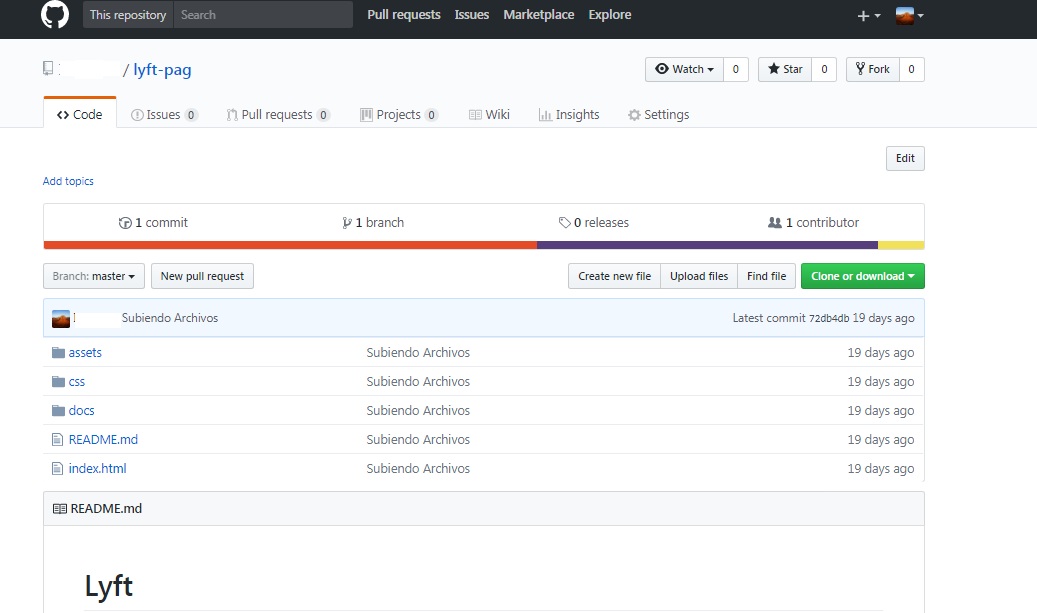 This repository Search Pull requests Issues Marketplace Explore
/ lyft-pag Watch 0 Star 0 Fork 0
Code Issues 0 Pull requests 0 Projects 0 Wiki Insights Settings
Edit
Add topics
1 commit 1 branch 0 releases 1 contributor
Branch: master New pull request Create new file Upload files Find file Clone or download
Subiendo Archivos Latest commit 72db4db 19 days ago
assets Subiendo Archivos 19 days ago
css Subiendo Archivos 19 days ago
docs Subiendo Archivos 19 days ago
README.md Subiendo Archivos 19 days ago
index.html Subiendo Archivos 19 days ago
README.md
Lyft